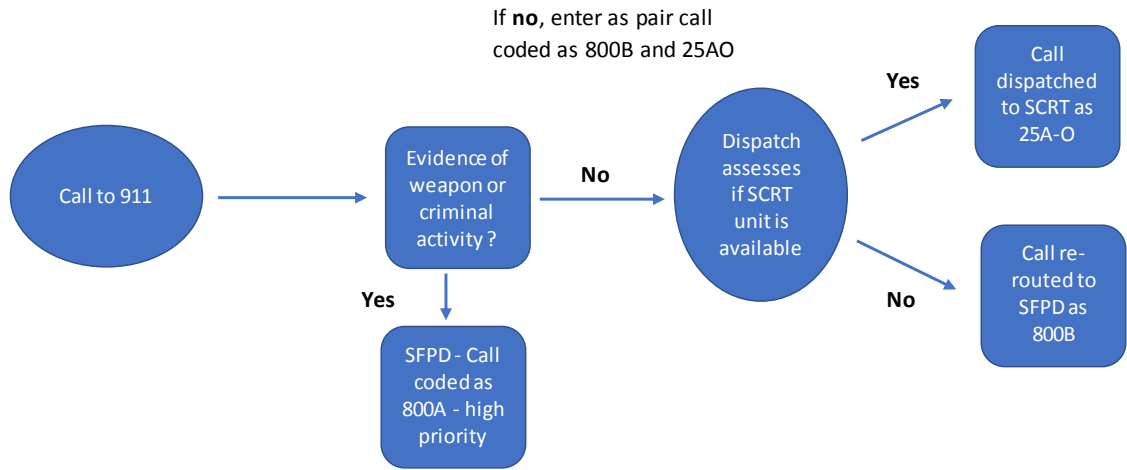 If no, enter as pair call
coded as 800B and 25AO
Call to 911
Evidence of
weapon or
criminal
activity ?
No
Yes
SFPD - Call
coded as
800A - high
priority
Dispatch
assesses
if SCRT
unit is
available
Yes
Call
dispatched
to SCRT as
25A-O
No
Call re-
routed to
SFPD as
800B